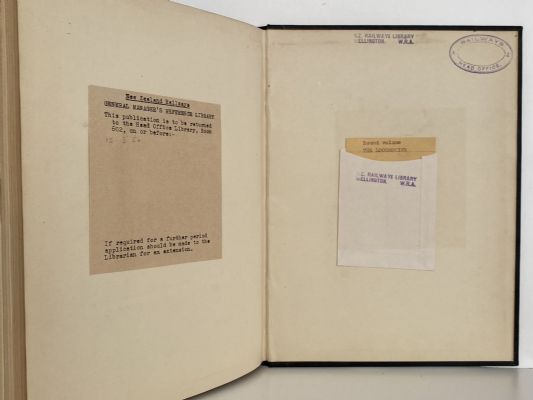 New Zealand Railways
GENERAL MANAGER'S REFERENCE LIBRARY
This publication is to be returned
to the Head Office Library, Room
602, on or before:-
If required for a further period
application should be made to the
Librarian for an extension.
N.Z. RAILWAYS LIBRARY
WELLINGTON. W.R.A.
RAILWAYS
HEAD OFFICE.
Bound volume
THE LOCOMOTIVE
N.Z. RAILWAYS LIBRARY
WELLINGTON. W.R.A.